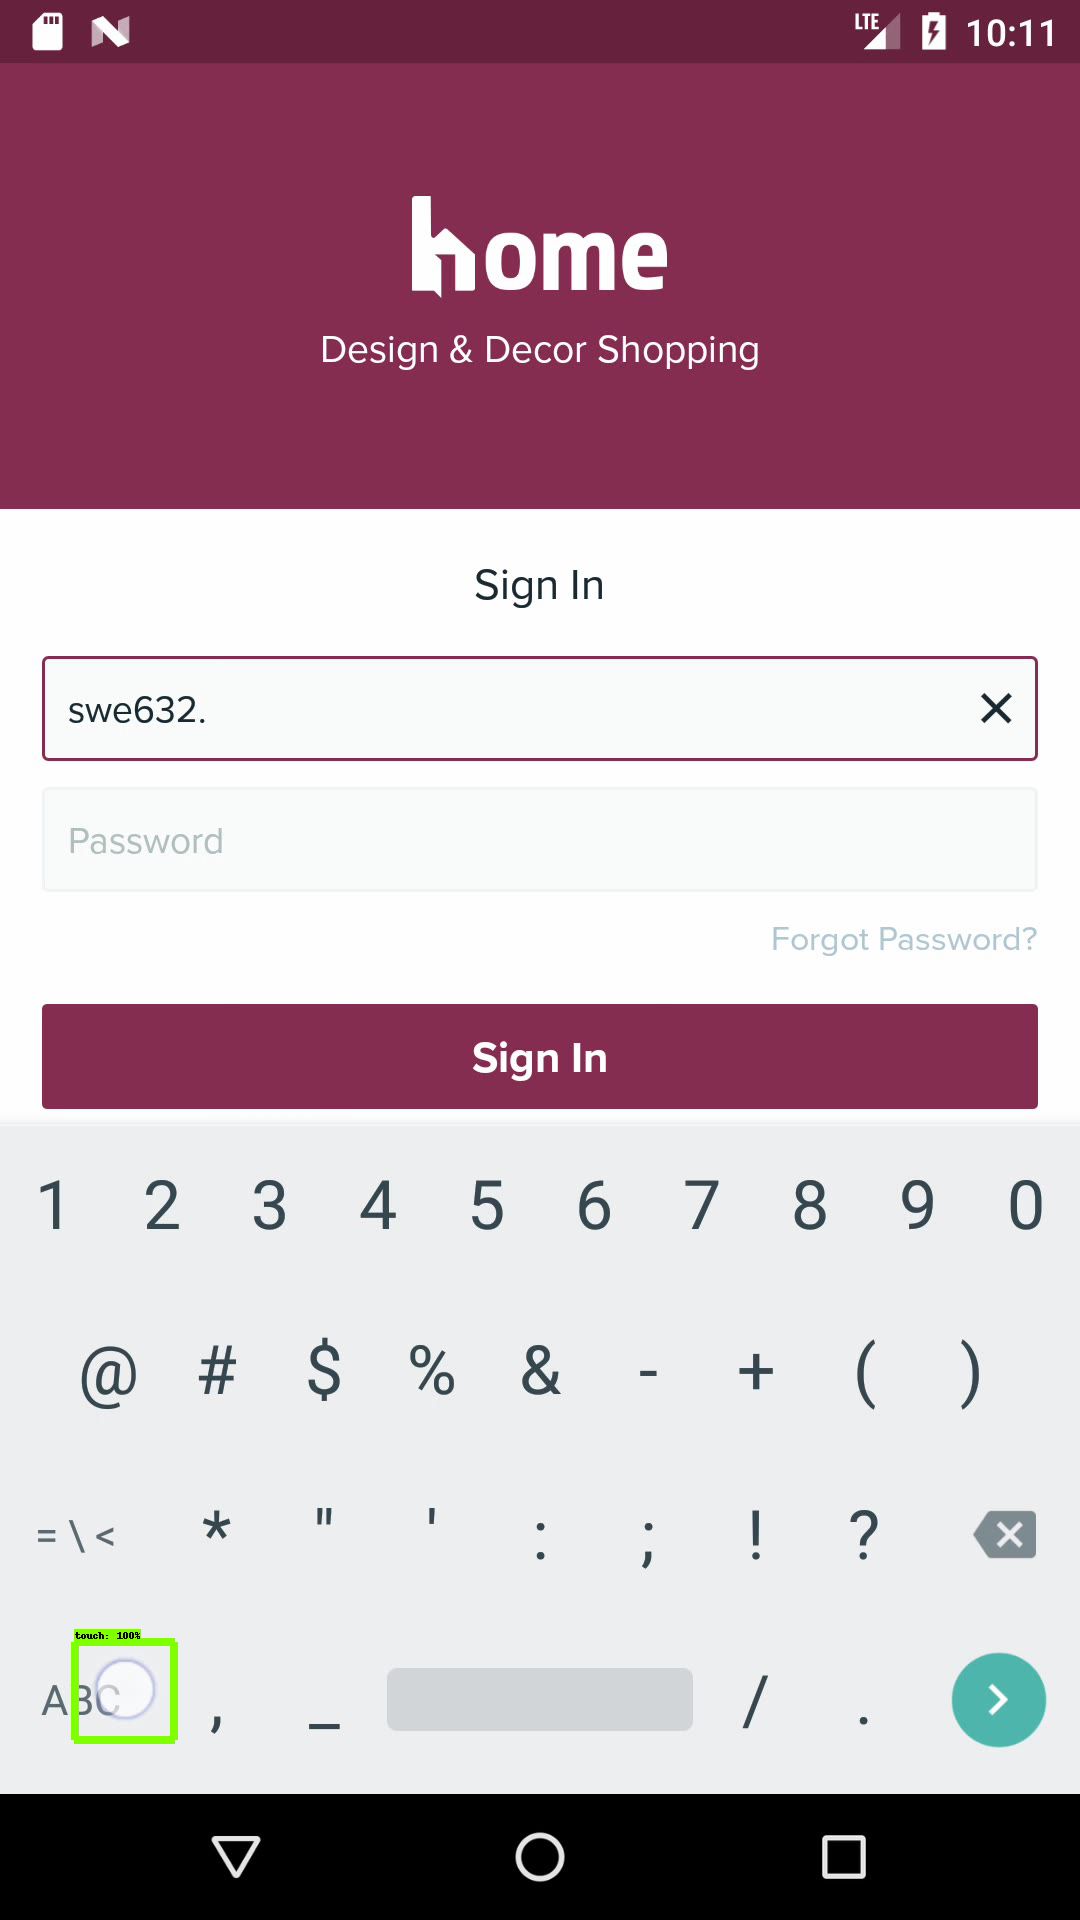 LTE 10:11
home
Design & Decor Shopping
Sign In
swe632.
Password
Forgot Password?
Sign In
1 2 3 4 5 6 7 8 9 0
@ # $ % & - + ( )
= \ < * " ' : ; ! ?
touch: 100%
ABC , _ / .